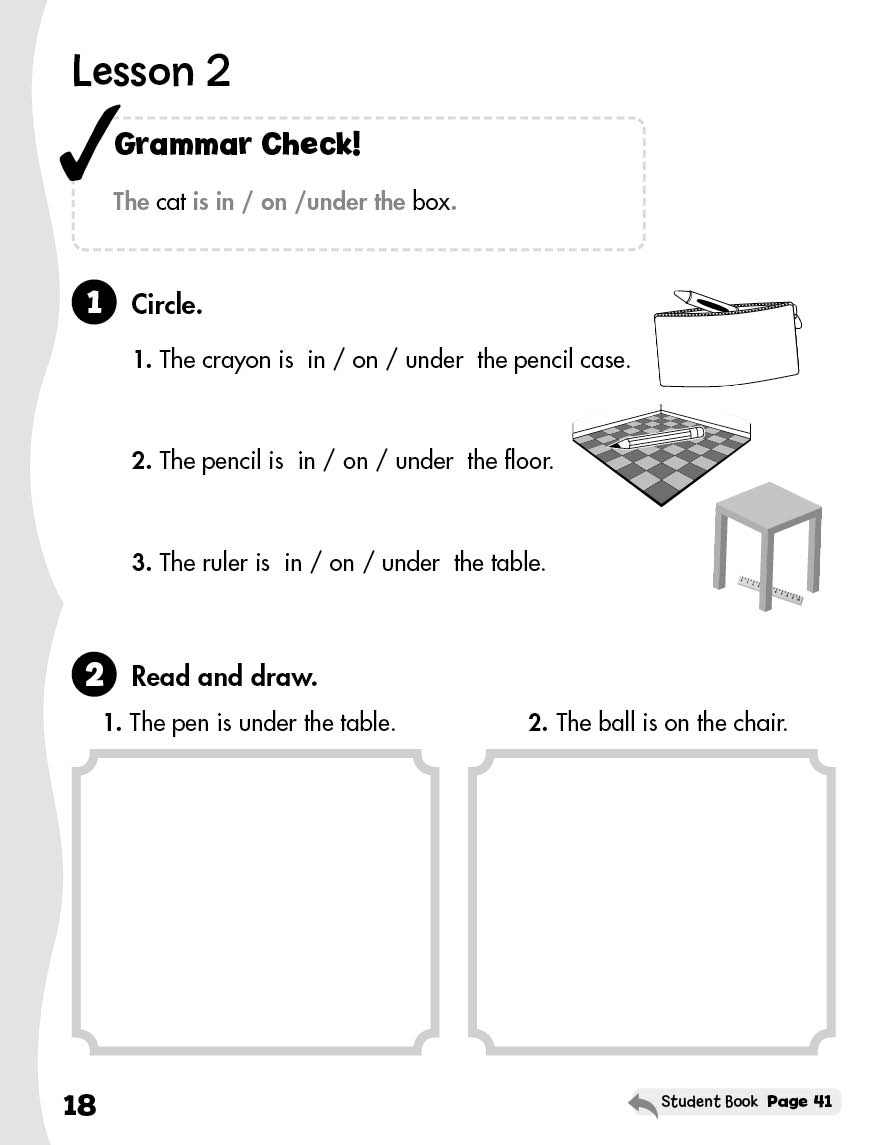 Lesson 2
Grammar Check!
The cat is in / on /under the box.
1 Circle.
1. The crayon is in / on / under the pencil case.
2. The pencil is in / on / under the floor.
3. The ruler is in / on / under the table.
2 Read and draw.
1. The pen is under the table.
2. The ball is on the chair.
18
Student Book Page 41